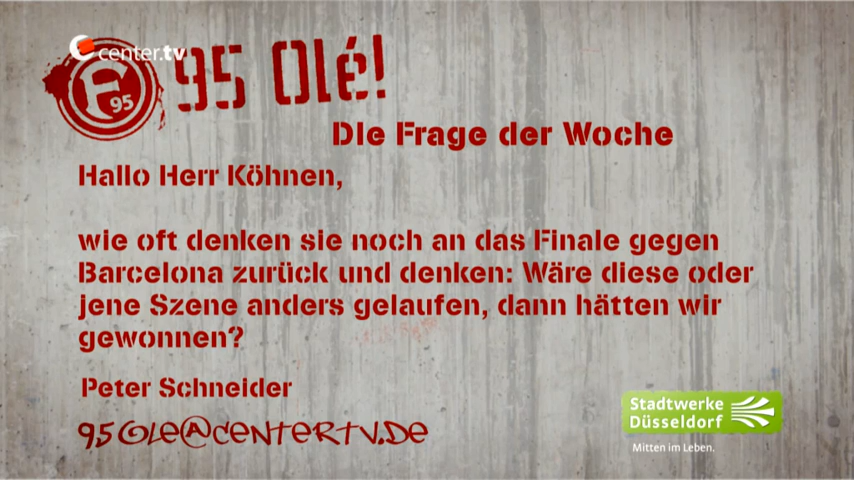 center.tv
F 95
95 Olé!
Die Frage der Woche
Hallo Herr Köhnen,
wie oft denken sie noch an das Finale gegen
Barcelona zurück und denken: Wäre diese oder
jene Szene anders gelaufen, dann hätten wir
gewonnen?
Peter Schneider
95OLE@CENTERTV.DE
Stadtwerke
Düsseldorf
Mitten im Leben.